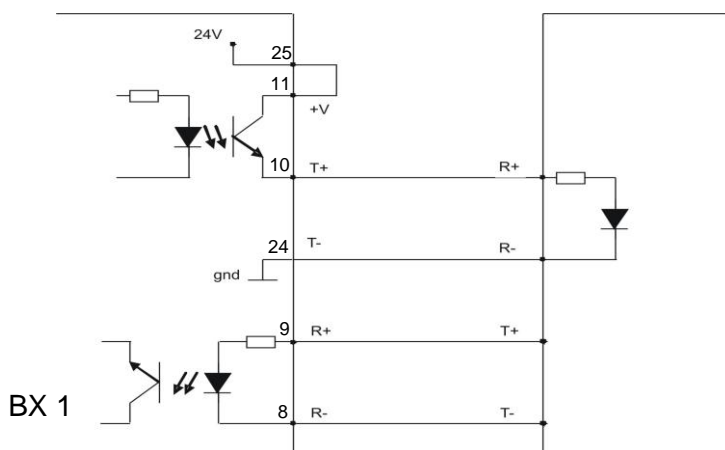 24V
25
11
+V
10 T+ R+
24 T- R-
gnd
9 R+ T+
BX 1
8 R- T-